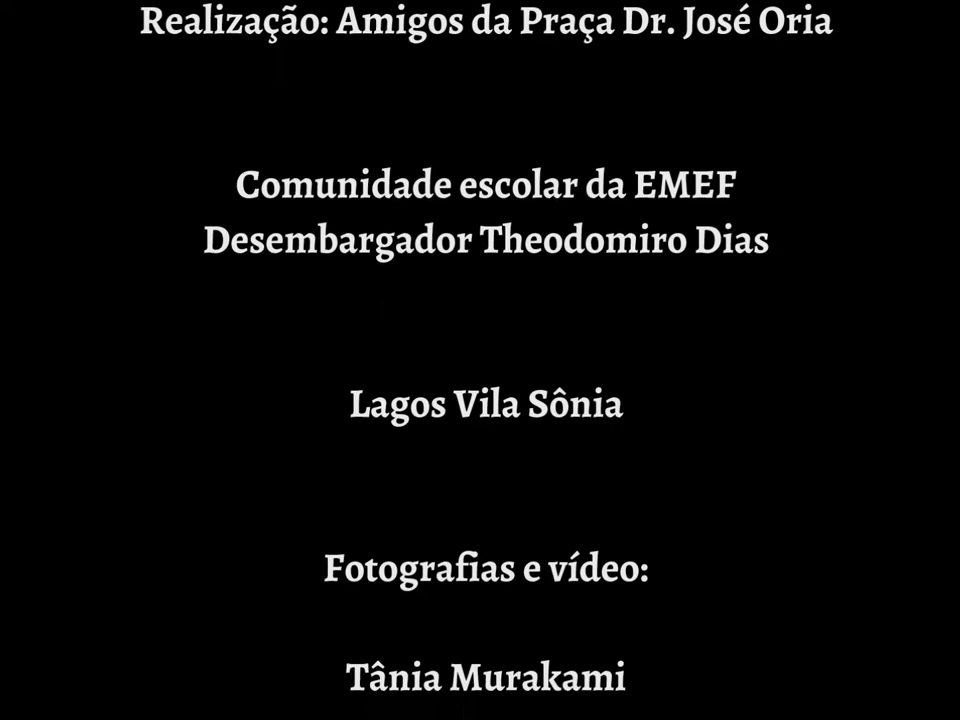 Realização: Amigos da Praça Dr. José Oria
Comunidade escolar da EMEF
Desembargador Theodomiro Dias
Lagos Vila Sônia
Fotografias e vídeo:
Tânia Murakami